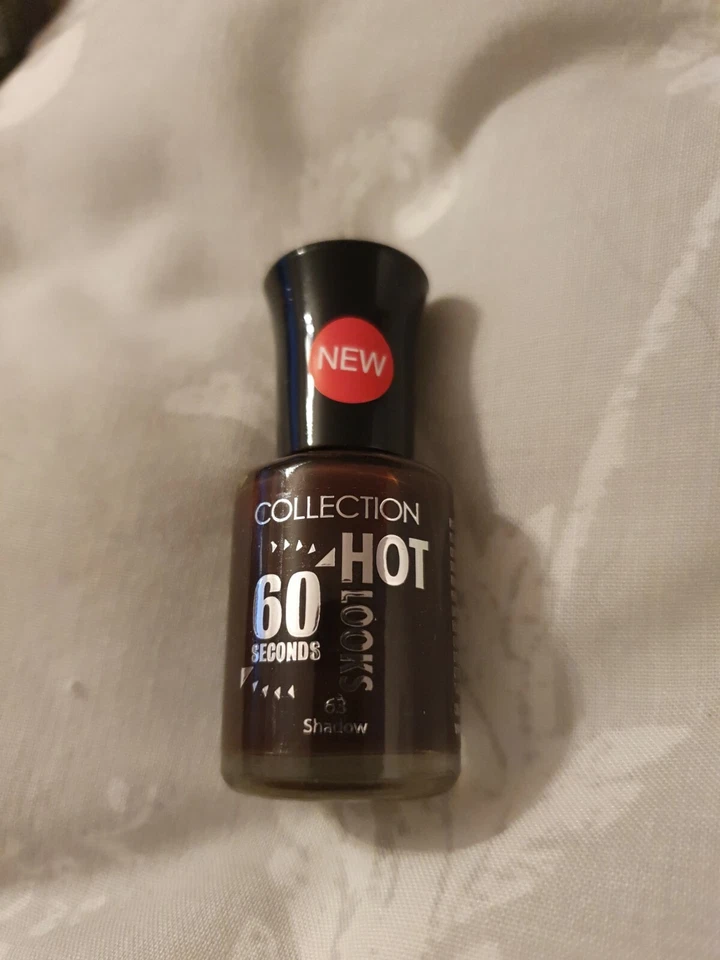 NEW
COLLECTION
HOT
LOOKS
60
SECONDS
63
Shadow